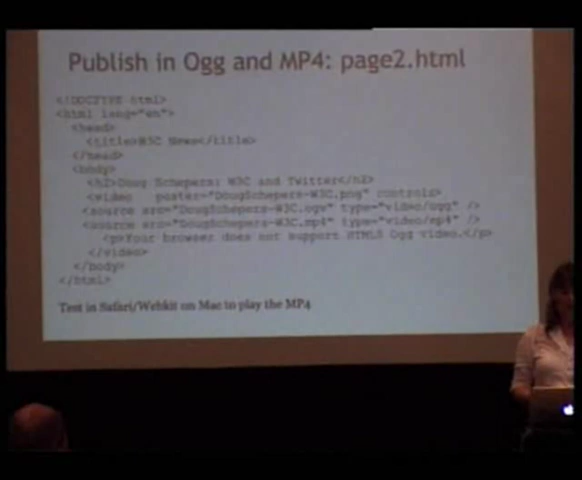 Publish in Ogg and MP4: page2.html
<!DOCTYPE html>
<html lang="en">
<head>
<title>W3C News</title>
</head>
<body>
<h2>Doug Schepers: W3C and Twitter</h2>
<video poster="DougSchepers-W3C.png" controls>
<source src="DougSchepers-W3C.ogv" type="video/ogg" />
<source src="DougSchepers-W3C.mp4" type="video/mp4" />
<p>Your browser does not support HTML5 Ogg video.</p>
</video>
</body>
</html>
Test in Safari/Webkit on Mac to play the MP4